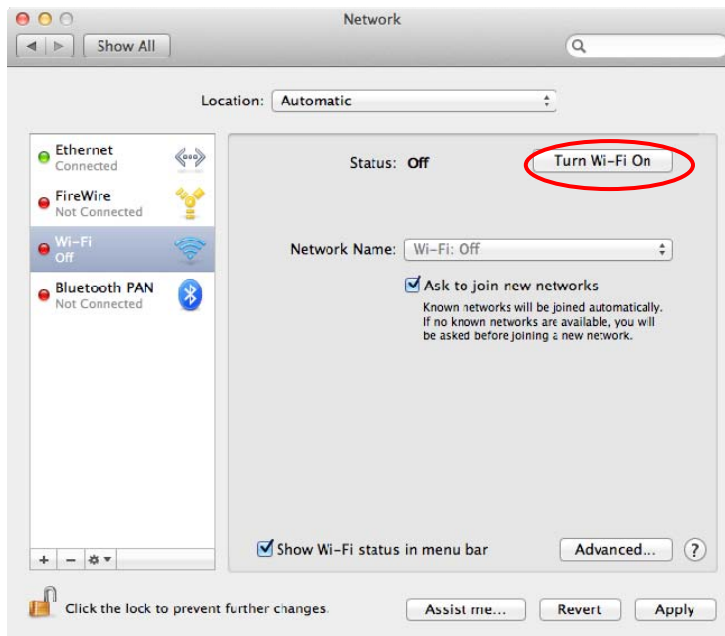 Network
Show All
Location: Automatic
Ethernet
Connected
FireWire
Not Connected
Wi-Fi
Off
Bluetooth PAN
Not Connected
Status: Off
Turn Wi-Fi On
Network Name: Wi-Fi: Off
Ask to join new networks
Known networks will be joined automatically.
If no known networks are available, you will
be asked before joining a new network.
Show Wi-Fi status in menu bar
Advanced... ?
+ -
Click the lock to prevent further changes.
Assist me... Revert Apply